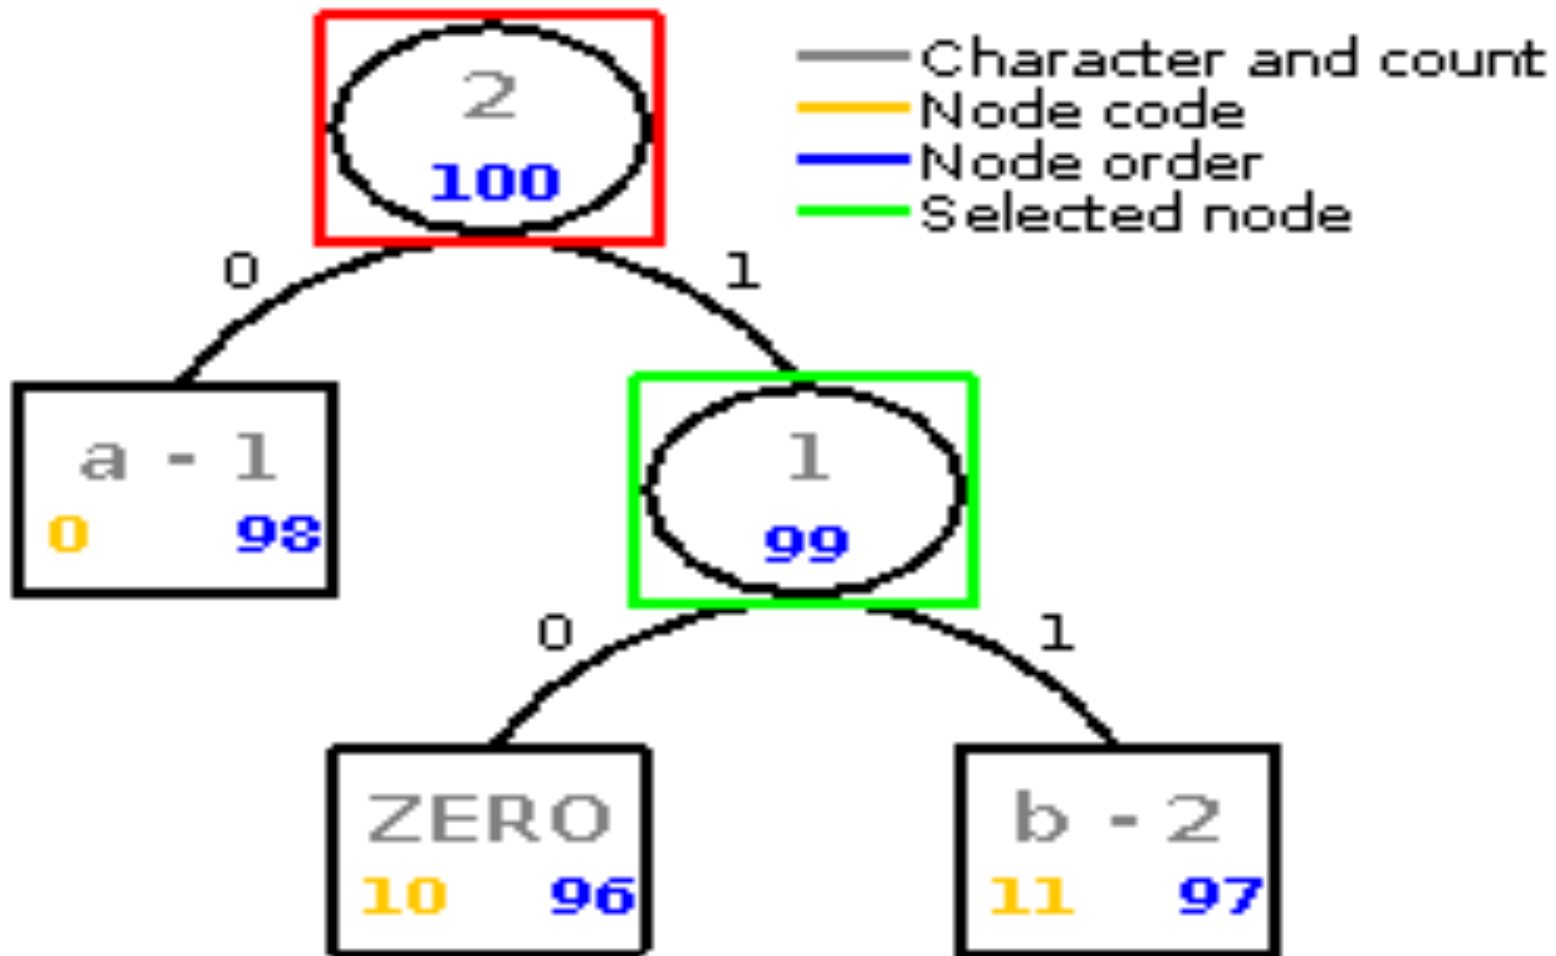 2
100
Character and count
Node code
Node order
Selected node
0
1
a - 1
0 98
1
99
0
1
ZERO
10 96
b - 2
11 97